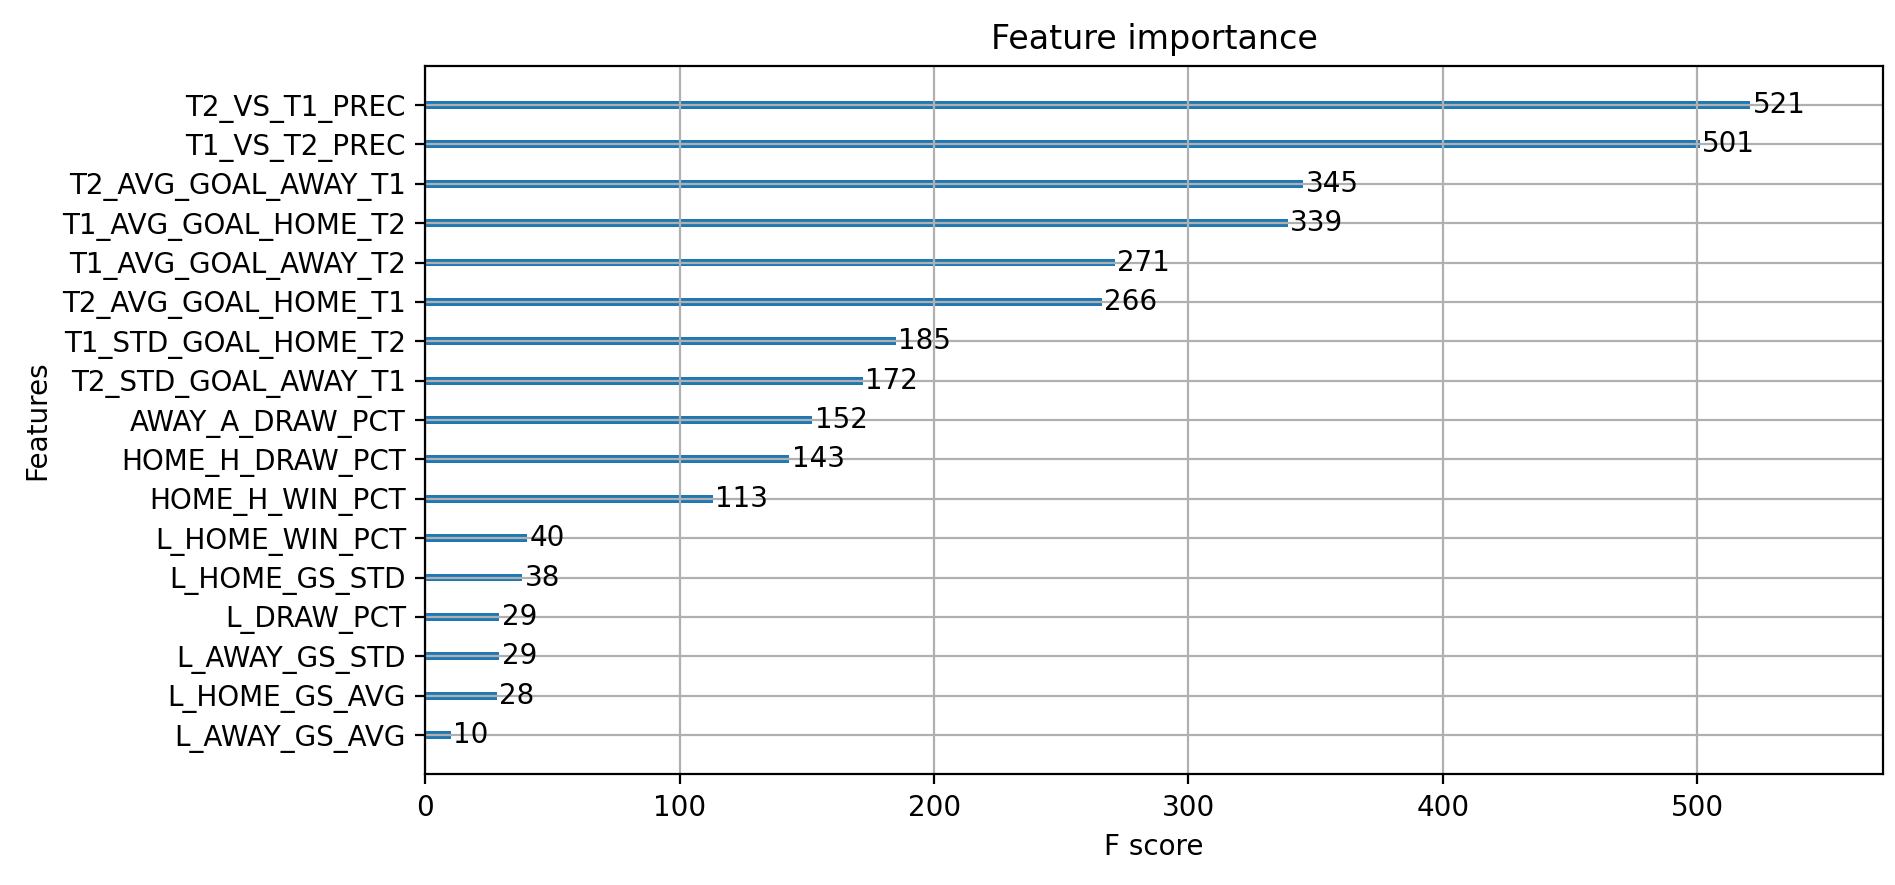 Feature importance
T2_VS_T1_PREC 521
T1_VS_T2_PREC 501
T2_AVG_GOAL_AWAY_T1 345
T1_AVG_GOAL_HOME_T2 339
T1_AVG_GOAL_AWAY_T2 271
T2_AVG_GOAL_HOME_T1 266
T1_STD_GOAL_HOME_T2 185
T2_STD_GOAL_AWAY_T1 172
AWAY_A_DRAW_PCT 152
HOME_H_DRAW_PCT 143
HOME_H_WIN_PCT 113
L_HOME_WIN_PCT 40
L_HOME_GS_STD 38
L_DRAW_PCT 29
L_AWAY_GS_STD 29
L_HOME_GS_AVG 28
L_AWAY_GS_AVG 10
Features
0 100 200 300 400 500
F score